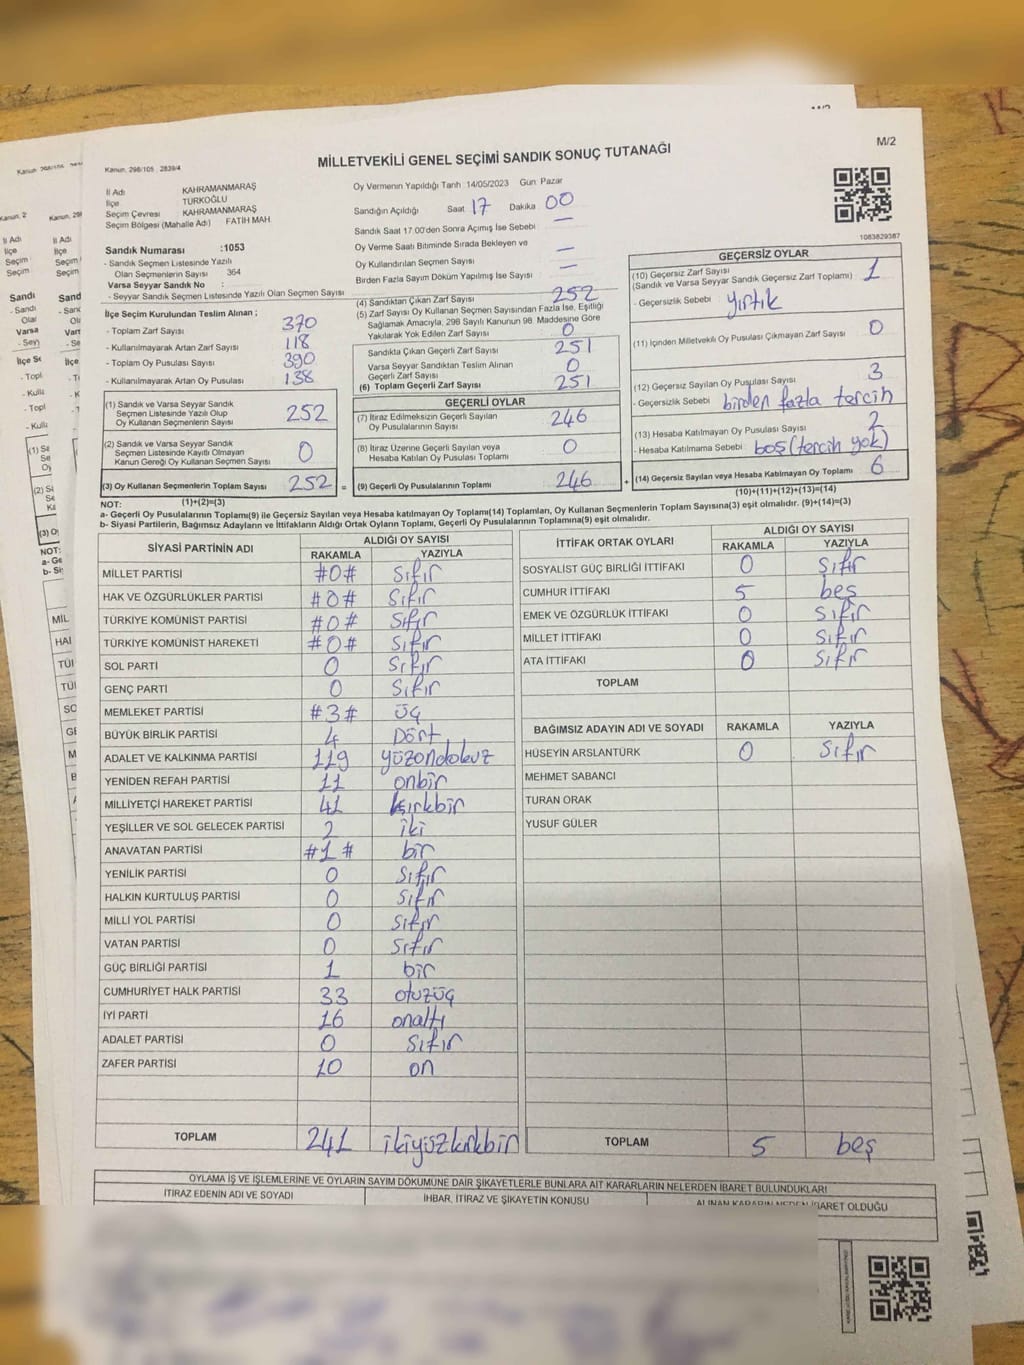 M/2
Kanun. 298/105 2839/4
MİLLETVEKİLİ GENEL SEÇİMİ SANDIK SONUÇ TUTANAĞI
M/2
İl Adı KAHRAMANMARAŞ
İlçe TÜRKOĞLU
Seçim Çevresi KAHRAMANMARAŞ
Seçim Bölgesi (Mahalle Adı) FATİH MAH.
Sandık Numarası :1053
- Sandık Seçmen Listesinde Yazılı
Olan Seçmenlerin Sayısı 364
Varsa Seyyar Sandık No :
- Seyyar Sandık Seçmen Listesinde Yazılı Olan Seçmen Sayısı
Oy Vermenin Yapıldığı Tarih 14/05/2023 Gün: Pazar
Sandığın Açıldığı Saat 17 Dakika 00
Sandık Saat 17:00'den Sonra Açımış İse Sebebi —
Oy Verme Saati Bitiminde Sırada Bekleyen ve
Oy Kullandırılan Seçmen Sayısı —
Birden Fazla Sayım Döküm Yapılmış İse Sayısı —
1083829387
İlçe Seçim Kurulundan Teslim Alınan ;
- Toplam Zarf Sayısı 370
- Kullanılmayarak Artan Zarf Sayısı 118
- Toplam Oy Pusulası Sayısı 390
- Kullanılmayarak Artan Oy Pusulası 138
(1) Sandık ve Varsa Seyyar Sandık
Seçmen Listesinde Yazılı Olup
Oy Kullanan Seçmenlerin Sayısı 252
(2) Sandık ve Varsa Seyyar Sandık
Seçmen Listesinde Kayıtlı Olmayan
Kanun Gereği Oy Kullanan Seçmen Sayısı 0
(3) Oy Kullanan Seçmenlerin Toplam Sayısı 252 =
(1)+(2)=(3)
(4) Sandıktan Çıkan Zarf Sayısı 252
(5) Zarf Sayısı Oy Kullanan Seçmen Sayısından Fazla İse, Eşitliği
Sağlamak Amacıyla, 298 Sayılı Kanunun 98. Maddesine Göre
Yakılarak Yok Edilen Zarf Sayısı 0
Sandıkta Çıkan Geçerli Zarf Sayısı 251
Varsa Seyyar Sandıktan Teslim Alınan
Geçerli Zarf Sayısı 0
(6) Toplam Geçerli Zarf Sayısı 251
GEÇERLİ OYLAR
(7) İtiraz Edilmeksizin Geçerli Sayılan
Oy Pusulalarının Sayısı 246
(8) İtiraz Üzerine Geçerli Sayılan veya
Hesaba Katılan Oy Pusulası Toplamı 0
(9) Geçerli Oy Pusulalarının Toplamı 246 +
GEÇERSİZ OYLAR
(10) Geçersiz Zarf Sayısı
(Sandık ve Varsa Seyyar Sandık Geçersiz Zarf Toplamı) 1
- Geçersizlik Sebebi yırtık
(11) İçinden Milletvekili Oy Pusulası Çıkmayan Zarf Sayısı 0
(12) Geçersiz Sayılan Oy Pusulası Sayısı 3
- Geçersizlik Sebebi birden fazla tercih
(13) Hesaba Katılmayan Oy Pusulası Sayısı 2
- Hesaba Katılmama Sebebi boş (tercih yok)
(14) Geçersiz Sayılan veya Hesaba Katılmayan Oy Toplamı 6
(10)+(11)+(12)+(13)=(14)
NOT:
a- Geçerli Oy Pusulalarının Toplamı(9) ile Geçersiz Sayılan veya Hesaba katılmayan Oy Toplamı(14) Toplamları, Oy Kullanan Seçmenlerin Toplam Sayısına(3) eşit olmalıdır. (9)+(14)=(3)
b- Siyasi Partilerin, Bağımsız Adayların ve İttifakların Aldığı Ortak Oyların Toplamı, Geçerli Oy Pusulalarının Toplamına(9) eşit olmalıdır.
SİYASİ PARTİNİN ADI ALDIĞI OY SAYISI
RAKAMLA YAZIYLA
MİLLET PARTİSİ #0# sıfır
HAK VE ÖZGÜRLÜKLER PARTİSİ #0# sıfır
TÜRKİYE KOMÜNİST PARTİSİ #0# sıfır
TÜRKİYE KOMÜNİST HAREKETİ #0# sıfır
SOL PARTİ 0 sıfır
GENÇ PARTİ 0 sıfır
MEMLEKET PARTİSİ #3# üç
BÜYÜK BİRLİK PARTİSİ 4 Dört
ADALET VE KALKINMA PARTİSİ 119 yüzondokuz
YENİDEN REFAH PARTİSİ 11 onbir
MİLLİYETÇİ HAREKET PARTİSİ 41 kırkbir
YEŞİLLER VE SOL GELECEK PARTİSİ 2 iki
ANAVATAN PARTİSİ #1# bir
YENİLİK PARTİSİ 0 sıfır
HALKIN KURTULUŞ PARTİSİ 0 sıfır
MİLLİ YOL PARTİSİ 0 sıfır
VATAN PARTİSİ 0 sıfır
GÜÇ BİRLİĞİ PARTİSİ 1 bir
CUMHURİYET HALK PARTİSİ 33 otuzüç
İYİ PARTİ 16 onaltı
ADALET PARTİSİ 0 sıfır
ZAFER PARTİSİ 10 on
TOPLAM 241 ikiyüzkırkbir
İTTİFAK ORTAK OYLARI ALDIĞI OY SAYISI
RAKAMLA YAZIYLA
SOSYALİST GÜÇ BİRLİĞİ İTTİFAKI 0 sıfır
CUMHUR İTTİFAKI 5 beş
EMEK VE ÖZGÜRLÜK İTTİFAKI 0 sıfır
MİLLET İTTİFAKI 0 sıfır
ATA İTTİFAKI 0 sıfır
TOPLAM
BAĞIMSIZ ADAYIN ADI VE SOYADI RAKAMLA YAZIYLA
HÜSEYİN ARSLANTÜRK 0 sıfır
MEHMET SABANCI
TURAN ORAK
YUSUF GÜLER
TOPLAM 5 beş
OYLAMA İŞ VE İŞLEMLERİNE VE OYLARIN SAYIM DÖKÜMÜNE DAİR ŞİKAYETLERLE BUNLARA AİT KARARLARIN NELERDEN İBARET BULUNDUKLARI
İTİRAZ EDENİN ADI VE SOYADI İHBAR, İTİRAZ VE ŞİKAYETİN KONUSU ALINAN KARARIN NEDEN İBARET OLDUĞU